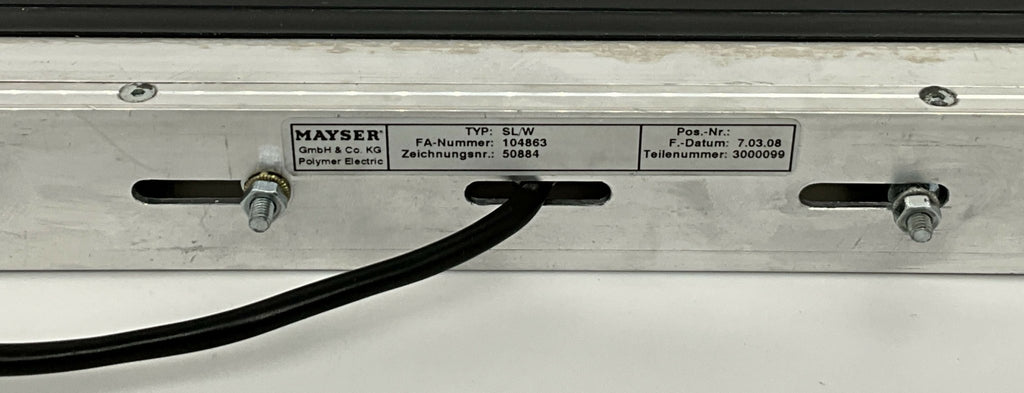 MAYSER®
GmbH & Co. KG
Polymer Electric
TYP: SL/W
FA-Nummer: 104863
Zeichnungsnr.: 50884
Pos.-Nr.:
F.-Datum: 7.03.08
Teilenummer: 3000099